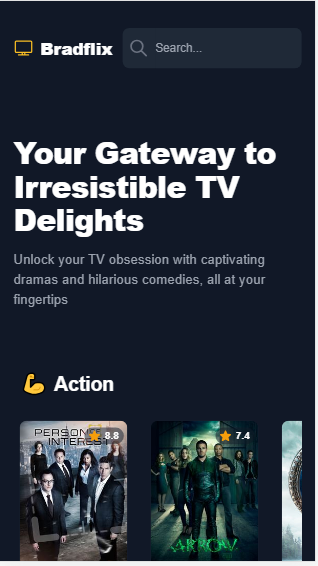 Bradflix
Search...
Your Gateway to
Irresistible TV
Delights
Unlock your TV obsession with captivating
dramas and hilarious comedies, all at your
fingertips
Action
PERSON OF
INTEREST
8.8
7.4
ARROW